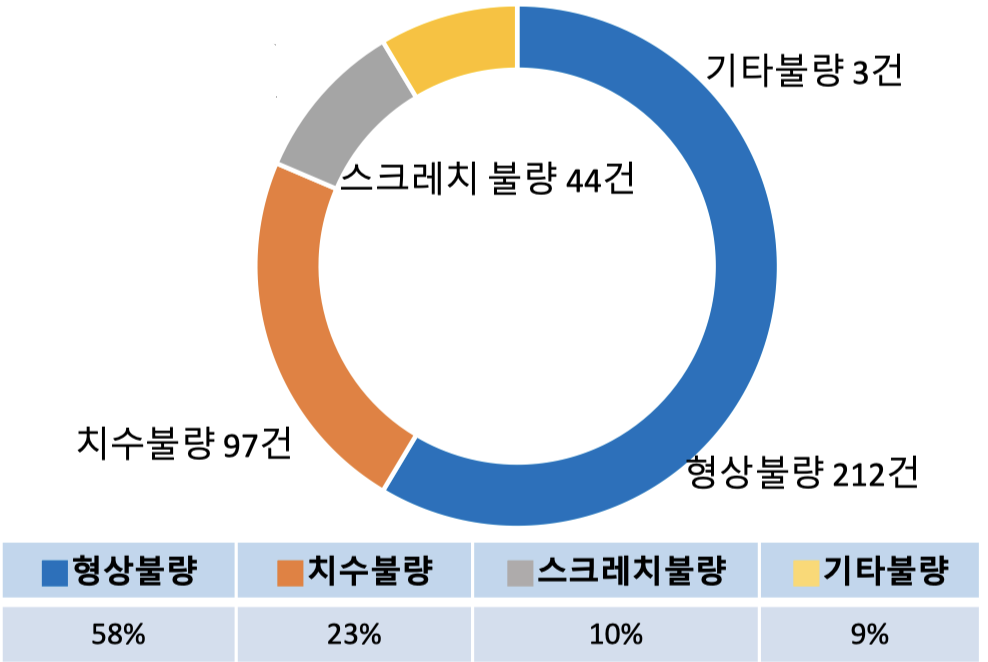 기타불량 3건
스크레치 불량 44건
치수불량 97건
형상불량 212건
형상불량 치수불량 스크레치불량 기타불량
58% 23% 10% 9%